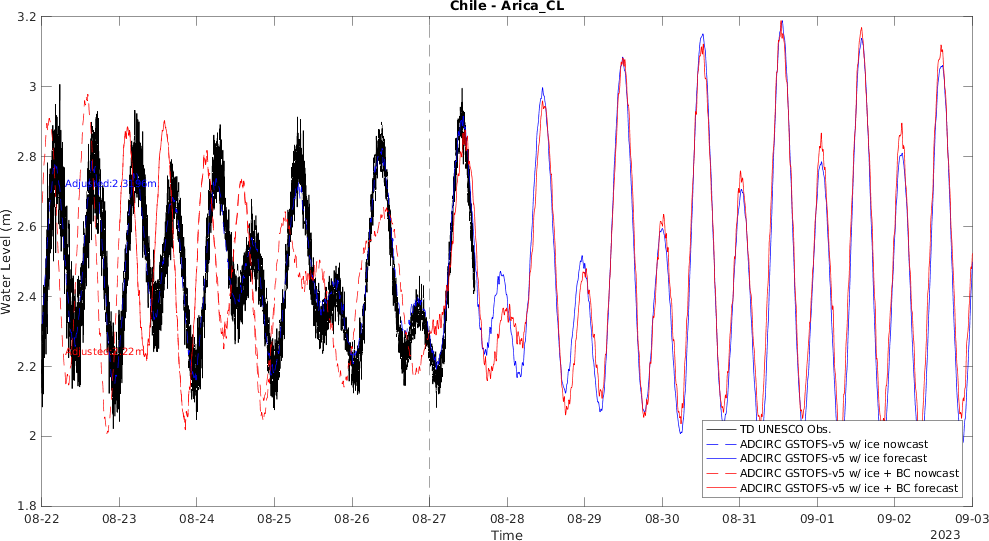 Chile - Arica_CL
3.2
3
2.8
2.6
2.4
2.2
2
1.8
Water Level (m)
TD UNESCO Obs.
ADCIRC GSTOFS-v5 w/ ice nowcast
ADCIRC GSTOFS-v5 w/ ice forecast
ADCIRC GSTOFS-v5 w/ ice + BC nowcast
ADCIRC GSTOFS-v5 w/ ice + BC forecast
08-22 08-23 08-24 08-25 08-26 08-27 08-28 08-29 08-30 08-31 09-01 09-02 09-03
Time
2023